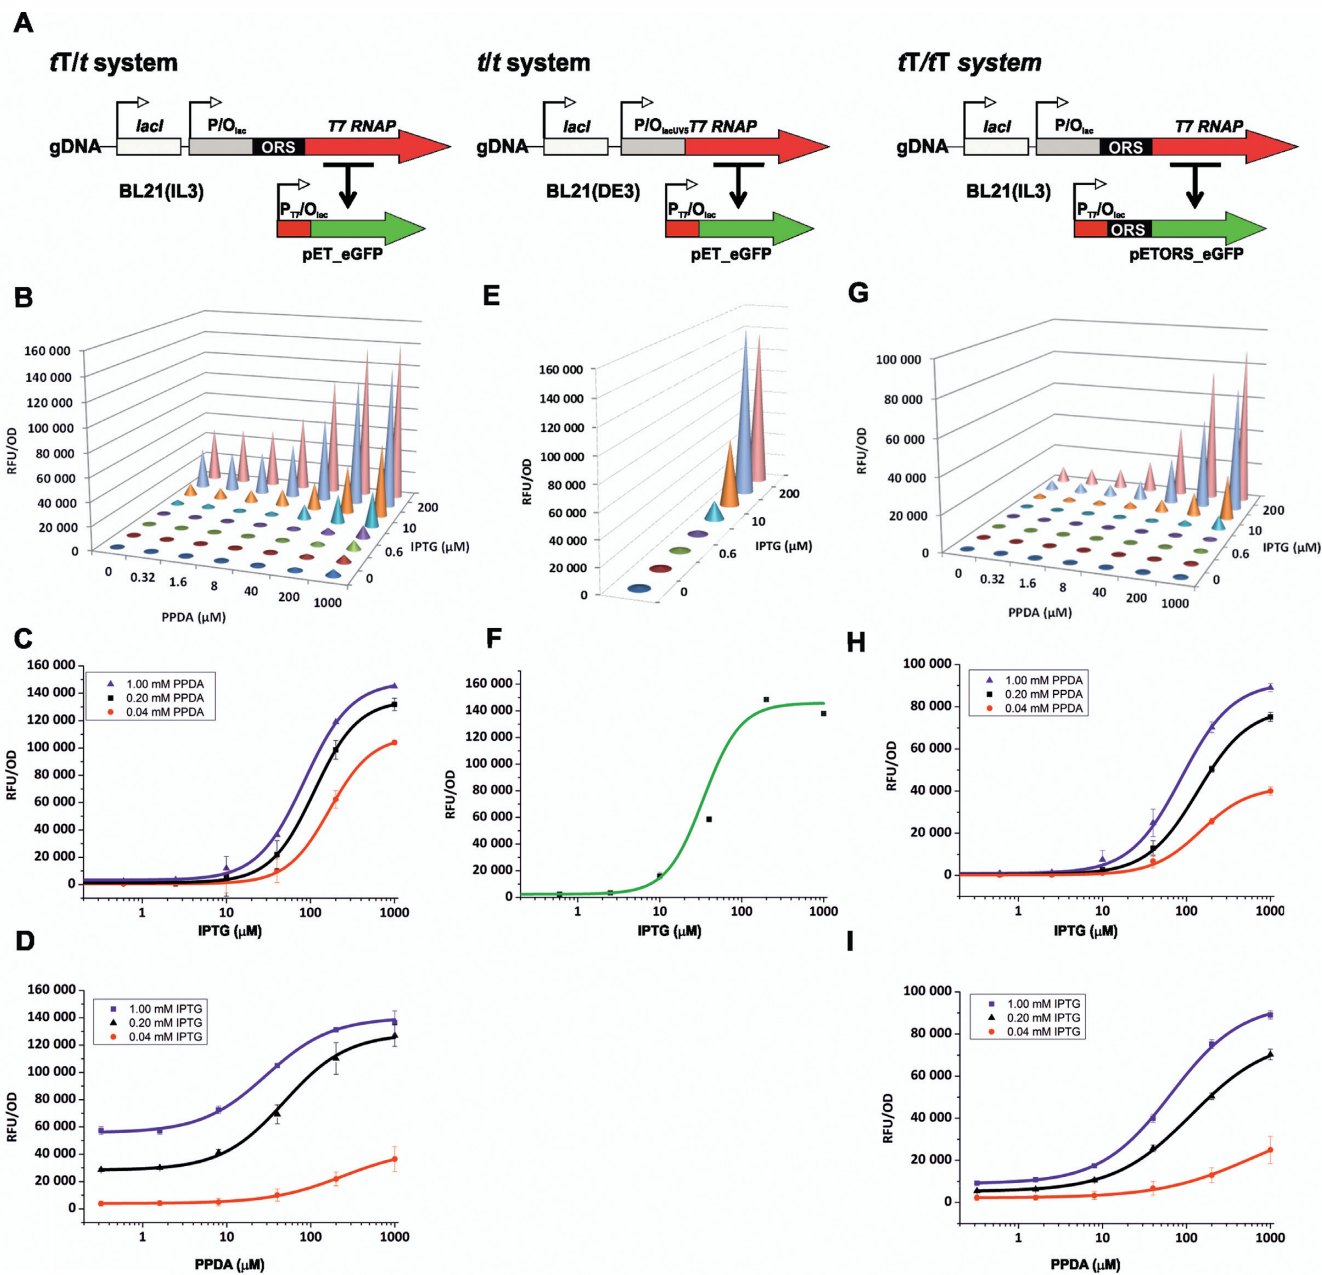 A
tT/t system
t/t system
tT/tT system
lacI P/Olac T7 RNAP
gDNA ORS
BL21(IL3)
PT7/Olac
pET_eGFP
lacI P/OlacUV5 T7 RNAP
gDNA
BL21(DE3)
PT7/Olac
pET_eGFP
lacI P/Olac T7 RNAP
gDNA ORS
BL21(IL3)
PT7/Olac
ORS
pETORS_eGFP
B
RFU/OD
160 000
140 000
120 000
100 000
80 000
60 000
40 000
20 000
0
0 0.32 1.6 8 40 200 1000
PPDA (µM)
200
10
0.6
0
IPTG (µM)
E
RFU/OD
160 000
140 000
120 000
100 000
80 000
60 000
40 000
20 000
0
200
10
0.6
0
IPTG (µM)
G
RFU/OD
100 000
80 000
60 000
40 000
20 000
0
0 0.32 1.6 8 40 200 1000
PPDA (µM)
200
10
0.6
0
IPTG (µM)
C
RFU/OD
160 000
140 000
120 000
100 000
80 000
60 000
40 000
20 000
0
1.00 mM PPDA
0.20 mM PPDA
0.04 mM PPDA
1 10 100 1000
IPTG (µM)
F
RFU/OD
160 000
140 000
120 000
100 000
80 000
60 000
40 000
20 000
0
1 10 100 1000
IPTG (µM)
H
RFU/OD
100 000
80 000
60 000
40 000
20 000
0
1.00 mM PPDA
0.20 mM PPDA
0.04 mM PPDA
1 10 100 1000
IPTG (µM)
D
RFU/OD
160 000
140 000
120 000
100 000
80 000
60 000
40 000
20 000
0
1.00 mM IPTG
0.20 mM IPTG
0.04 mM IPTG
1 10 100 1000
PPDA (µM)
I
RFU/OD
100 000
80 000
60 000
40 000
20 000
0
1.00 mM IPTG
0.20 mM IPTG
0.04 mM IPTG
1 10 100 1000
PPDA (µM)